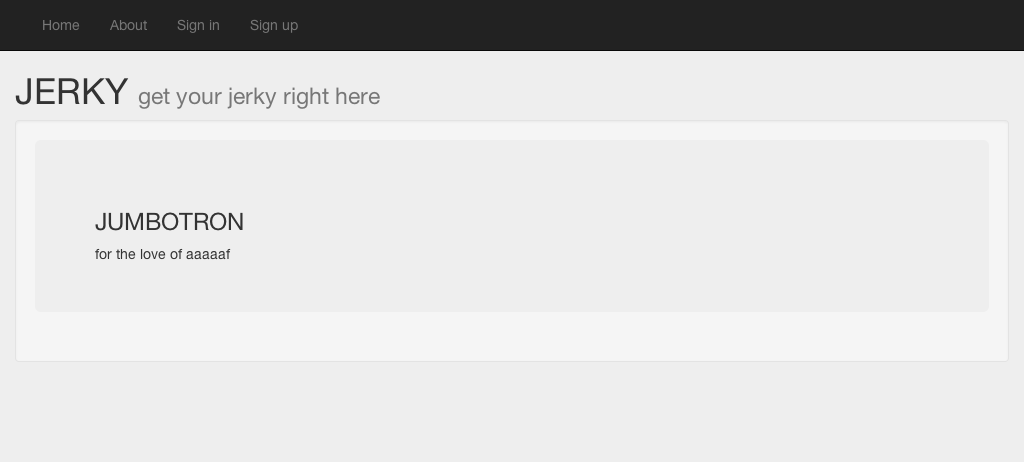 Home About Sign in Sign up
JERKY get your jerky right here
JUMBOTRON
for the love of aaaaaf